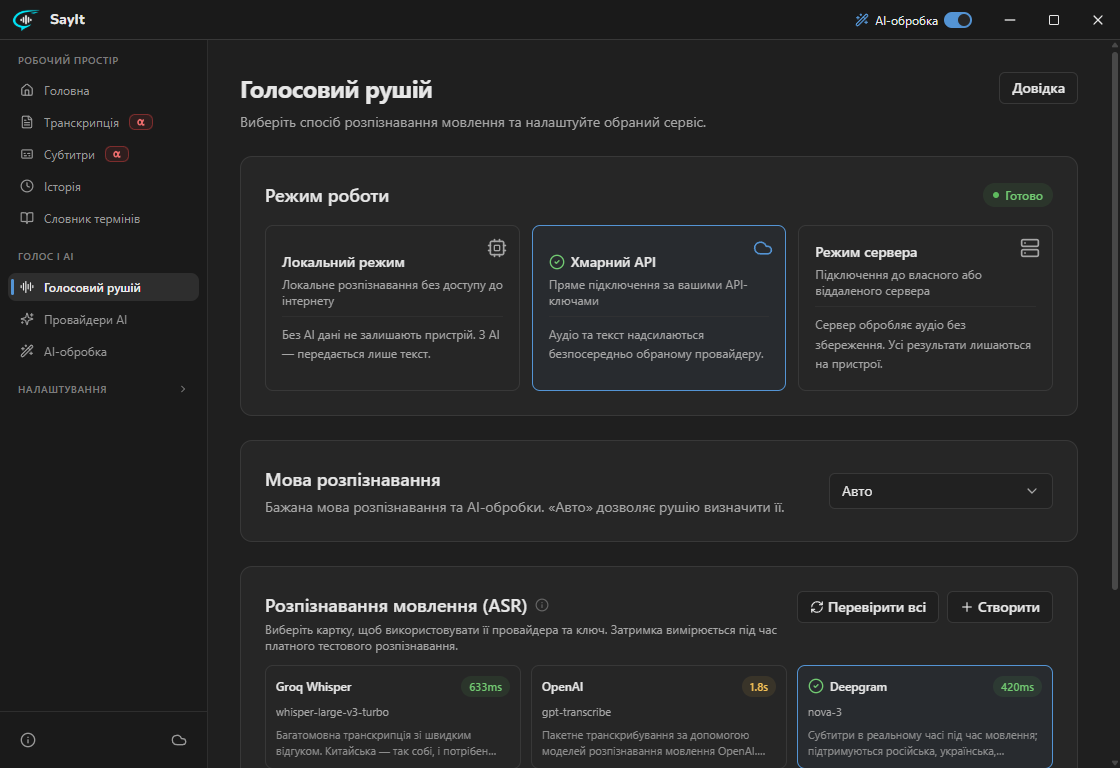 SayIt
AI-обробка
РОБОЧИЙ ПРОСТІР
Головна
Транскрипція α
Субтитри α
Історія
Словник термінів
ГОЛОС І AI
Голосовий рушій
Провайдери AI
AI-обробка
НАЛАШТУВАННЯ
Голосовий рушій
Довідка
Виберіть спосіб розпізнавання мовлення та налаштуйте обраний сервіс.
Режим роботи
Готово
Локальний режим
Локальне розпізнавання без доступу до
інтернету
Без AI дані не залишають пристрій. З AI
— передається лише текст.
Хмарний API
Пряме підключення за вашими API-
ключами
Аудіо та текст надсилаються
безпосередньо обраному провайдеру.
Режим сервера
Підключення до власного або
віддаленого сервера
Сервер обробляє аудіо без
збереження. Усі результати лишаються
на пристрої.
Мова розпізнавання
Бажана мова розпізнавання та AI-обробки. «Авто» дозволяє рушію визначити її.
Авто
Розпізнавання мовлення (ASR)
Виберіть картку, щоб використовувати її провайдера та ключ. Затримка вимірюється під час
платного тестового розпізнавання.
Перевірити всі
+ Створити
Groq Whisper 633ms
whisper-large-v3-turbo
Багатомовна транскрипція зі швидким
відгуком. Китайська — так собі, і потрібен...
OpenAI 1.8s
gpt-transcribe
Пакетне транскрибування за допомогою
моделей розпізнавання мовлення OpenAI....
Deepgram 420ms
nova-3
Субтитри в реальному часі під час мовлення;
підтримуються російська, українська,...